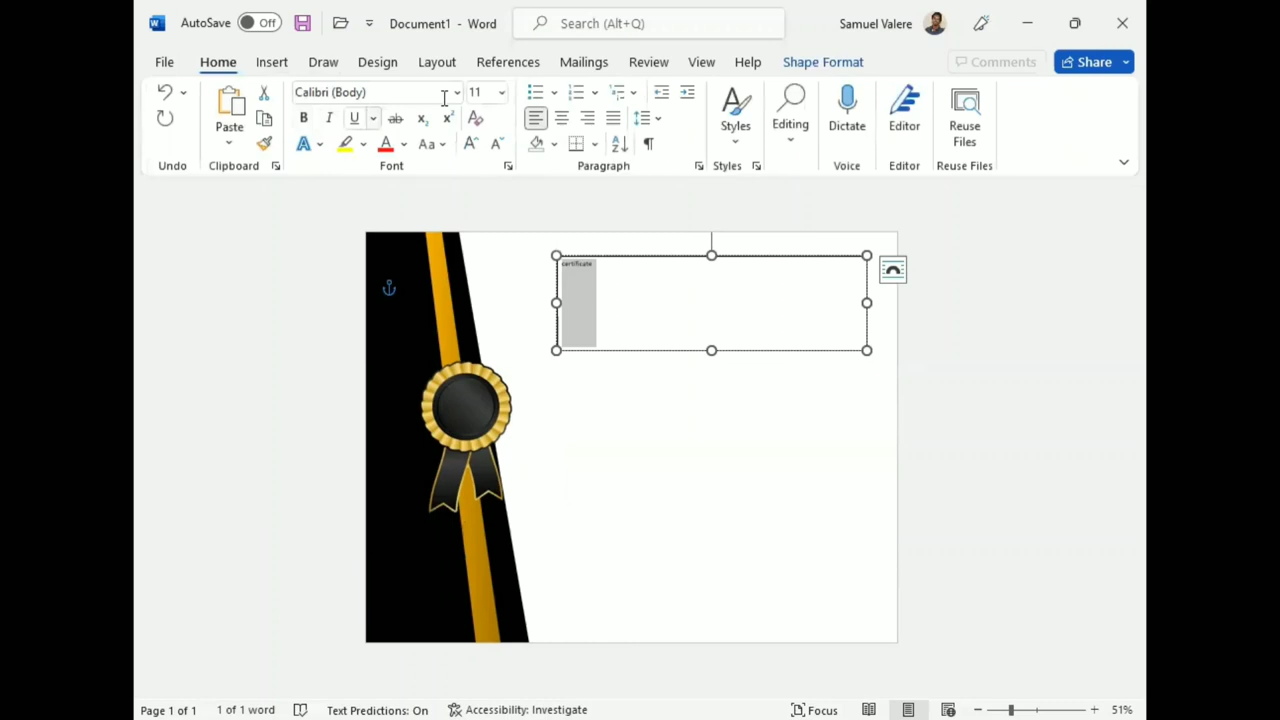 AutoSave Off Document1 - Word Search (Alt+Q) Samuel Valere
File Home Insert Draw Design Layout References Mailings Review View Help Shape Format Comments Share
Calibri (Body) 11
Paste
Styles
Editing
Dictate
Editor
Reuse
Files
Undo Clipboard Font Paragraph Styles Voice Editor Reuse Files
certificate
Page 1 of 1 1 of 1 word Text Predictions: On Accessibility: Investigate Focus 51%